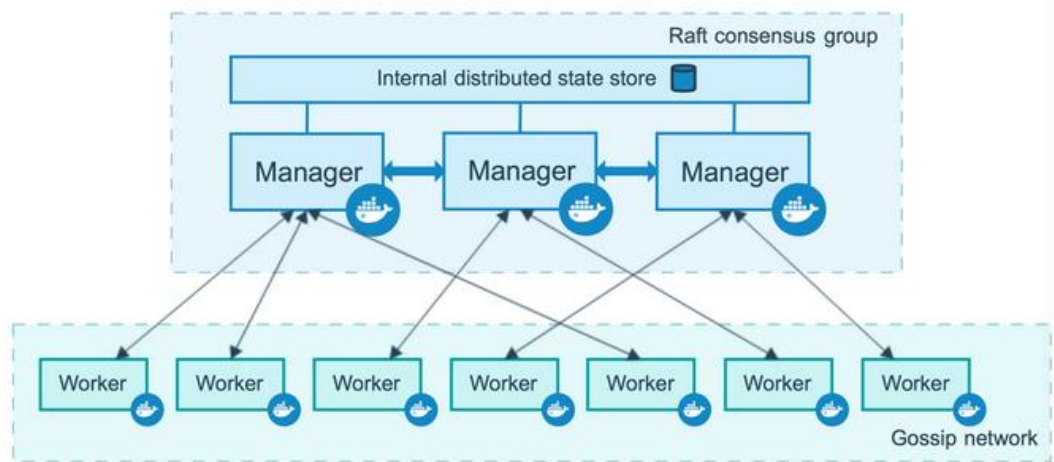 Raft consensus group
Internal distributed state store
Manager
Manager
Manager
Worker
Worker
Worker
Worker
Worker
Worker
Worker
Gossip network